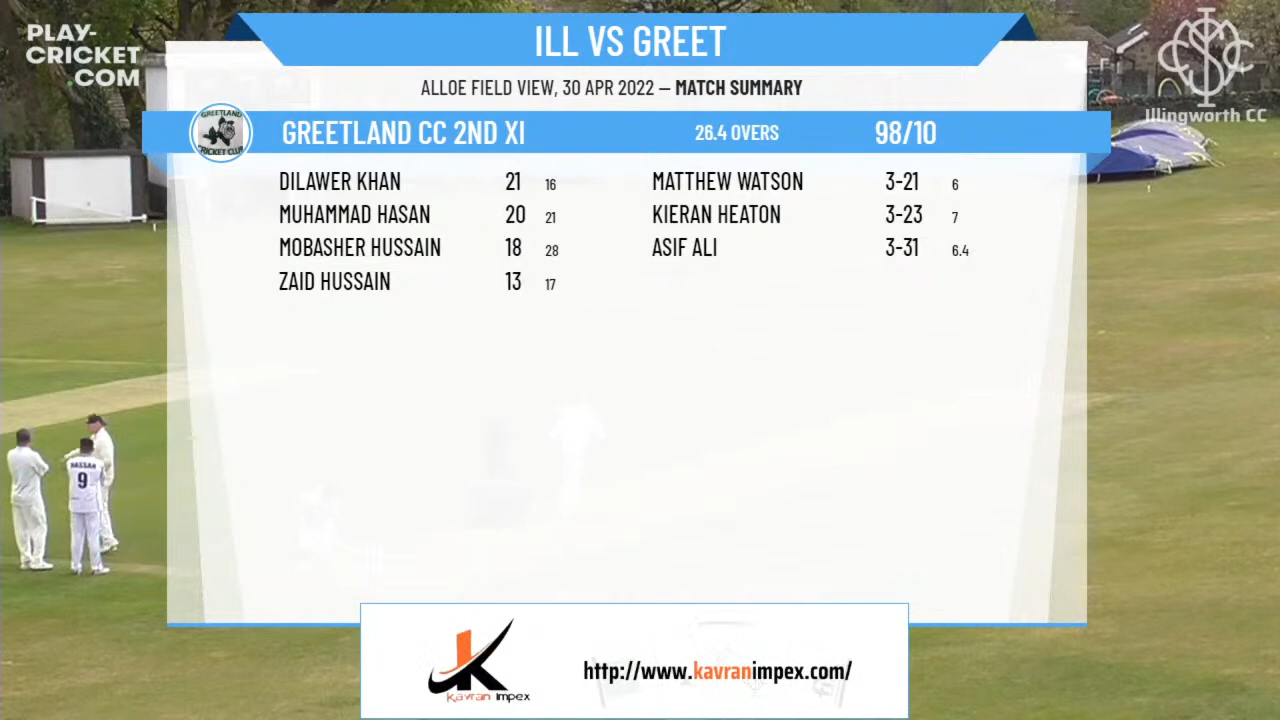 PLAY-
CRICKET
.COM
ILL VS GREET
Illingworth CC
ALLOE FIELD VIEW, 30 APR 2022 – MATCH SUMMARY
GREETLAND
CRICKET CLUB
GREETLAND CC 2ND XI 26.4 OVERS 98/10
DILAWER KHAN 21 16 MATTHEW WATSON 3-21 6
MUHAMMAD HASAN 20 21 KIERAN HEATON 3-23 7
MOBASHER HUSSAIN 18 28 ASIF ALI 3-31 6.4
ZAID HUSSAIN 13 17
HASSAN
9
kavran impex
http://www.kavranimpex.com/